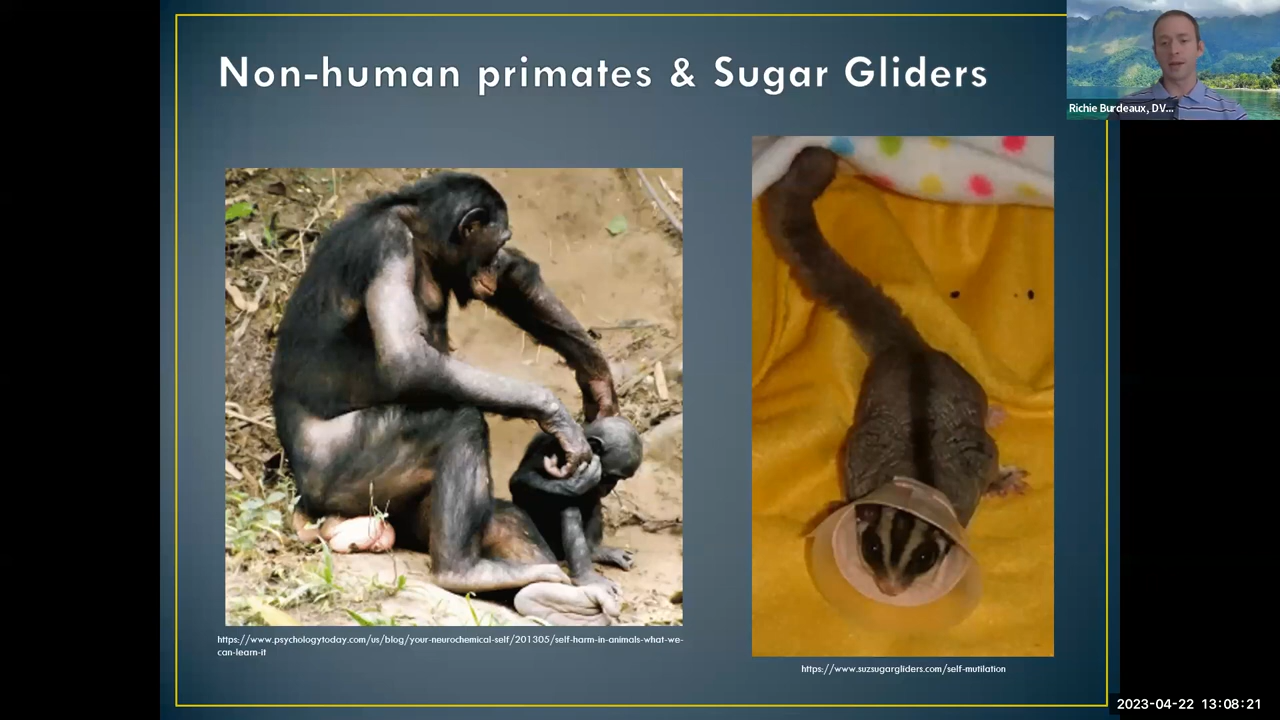 Non-human primates & Sugar Gliders
Richie Burdeaux, DV...
https://www.psychologytoday.com/us/blog/your-neurochemical-self/201305/self-harm-in-animals-what-we-
can-learn-it
https://www.suzsugargliders.com/self-mutilation
2023-04-22 13:08:21